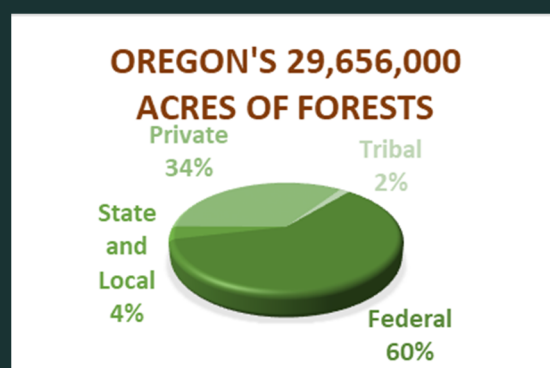 OREGON'S 29,656,000
ACRES OF FORESTS
Private
34%
Tribal
2%
State
and
Local
4%
Federal
60%